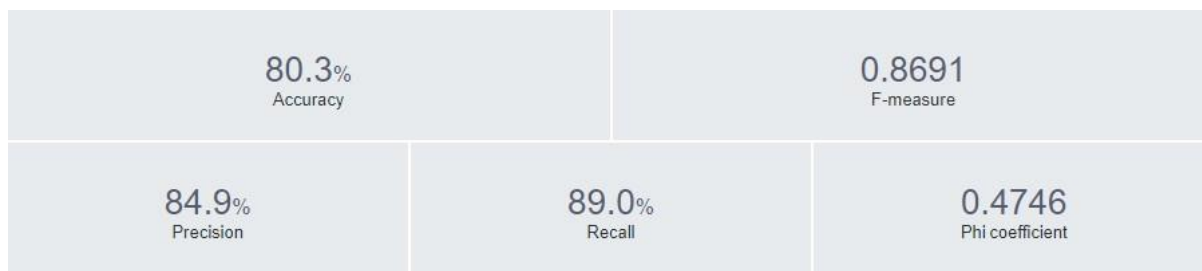 80.3%
Accuracy
0.8691
F-measure
84.9%
Precision
89.0%
Recall
0.4746
Phi coefficient